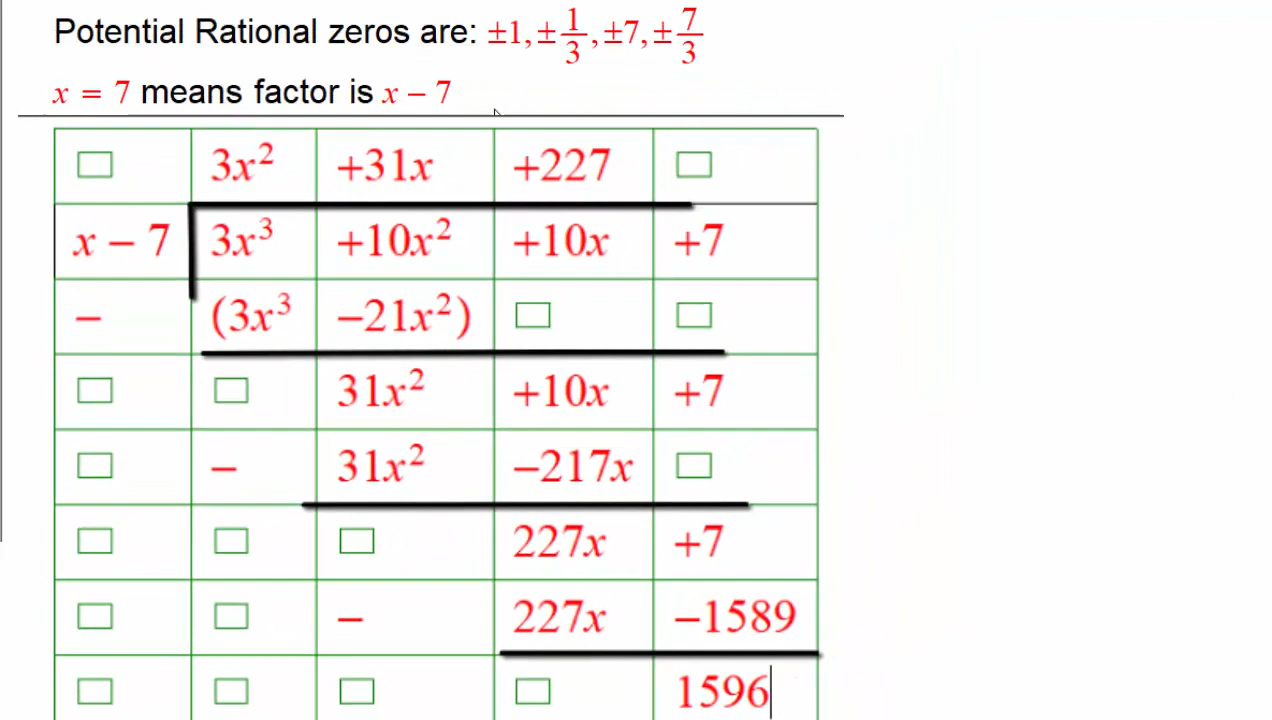 Potential Rational zeros are: ±1, ±1/3, ±7, ±7/3
x = 7 means factor is x − 7
3x² +31x +227
x − 7 3x³ +10x² +10x +7
− (3x³ −21x²)
31x² +10x +7
− 31x² −217x
227x +7
− 227x −1589
1596